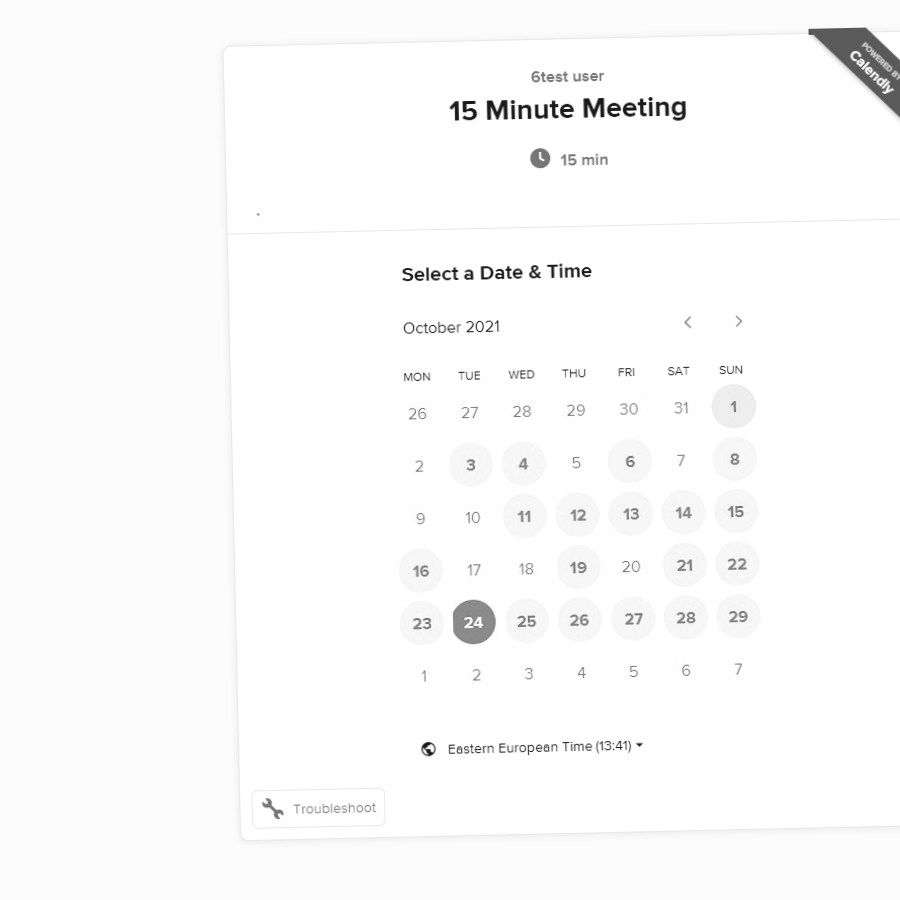 POWERED BY
Calendly
6test user
15 Minute Meeting
15 min
.
Select a Date & Time
October 2021
MON TUE WED THU FRI SAT SUN
26 27 28 29 30 31 1
2 3 4 5 6 7 8
9 10 11 12 13 14 15
16 17 18 19 20 21 22
23 24 25 26 27 28 29
1 2 3 4 5 6 7
Eastern European Time (13:41)
Troubleshoot